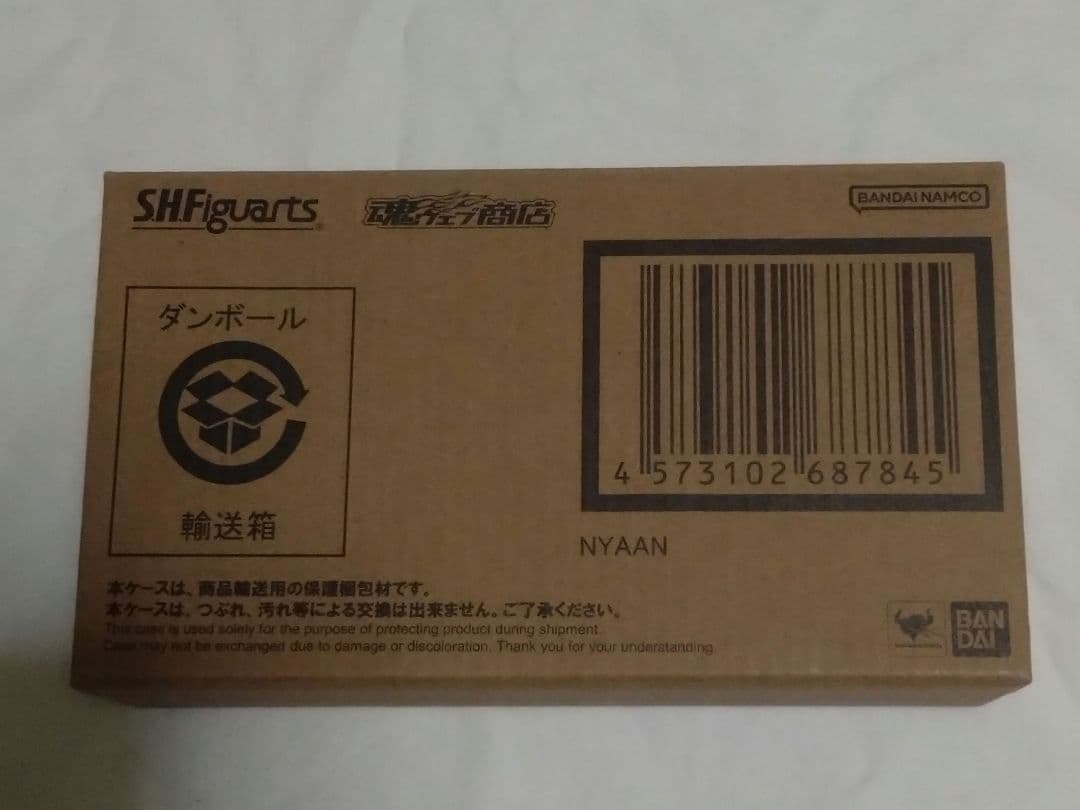 S.H.Figuarts
魂ウェブ商店
BANDAI NAMCO
ダンボール
輸送箱
4 573102 687845
NYAAN
本ケースは、商品輸送用の保護梱包材です。
本ケースは、つぶれ、汚れ等による交換は出来ません。ご了承ください。
This case is used solely for the purpose of protecting product during shipment.
Case may not be exchanged due to damage or discoloration. Thank you for your understanding.
BAN
DAI